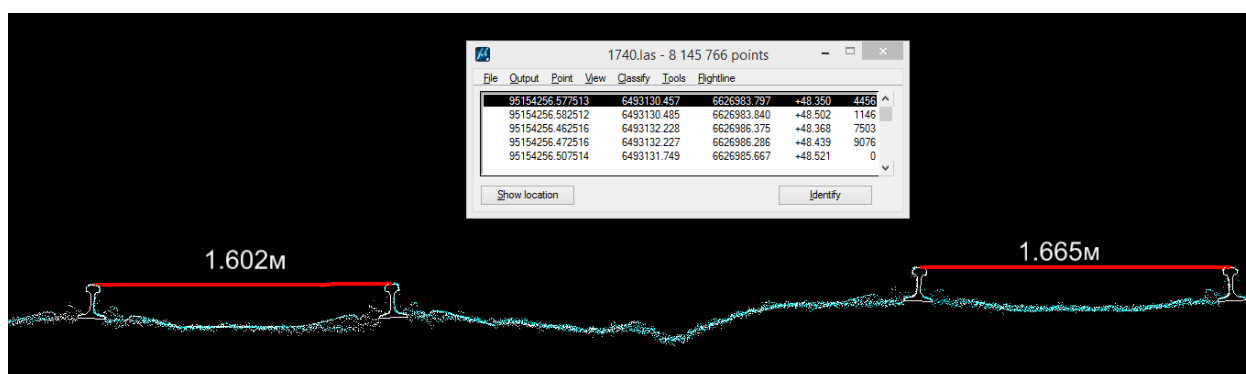 1740.las - 8 145 766 points
File Output Point View Classify Tools Flightline
95154256.577513 6493130.457 6626983.797 +48.350 4456
95154256.582512 6493130.485 6626983.840 +48.502 1146
95154256.462516 6493132.228 6626986.375 +48.368 7503
95154256.472516 6493132.227 6626986.286 +48.439 9076
95154256.507514 6493131.749 6626985.667 +48.521 0
Show location Identify
1.602м
1.665м